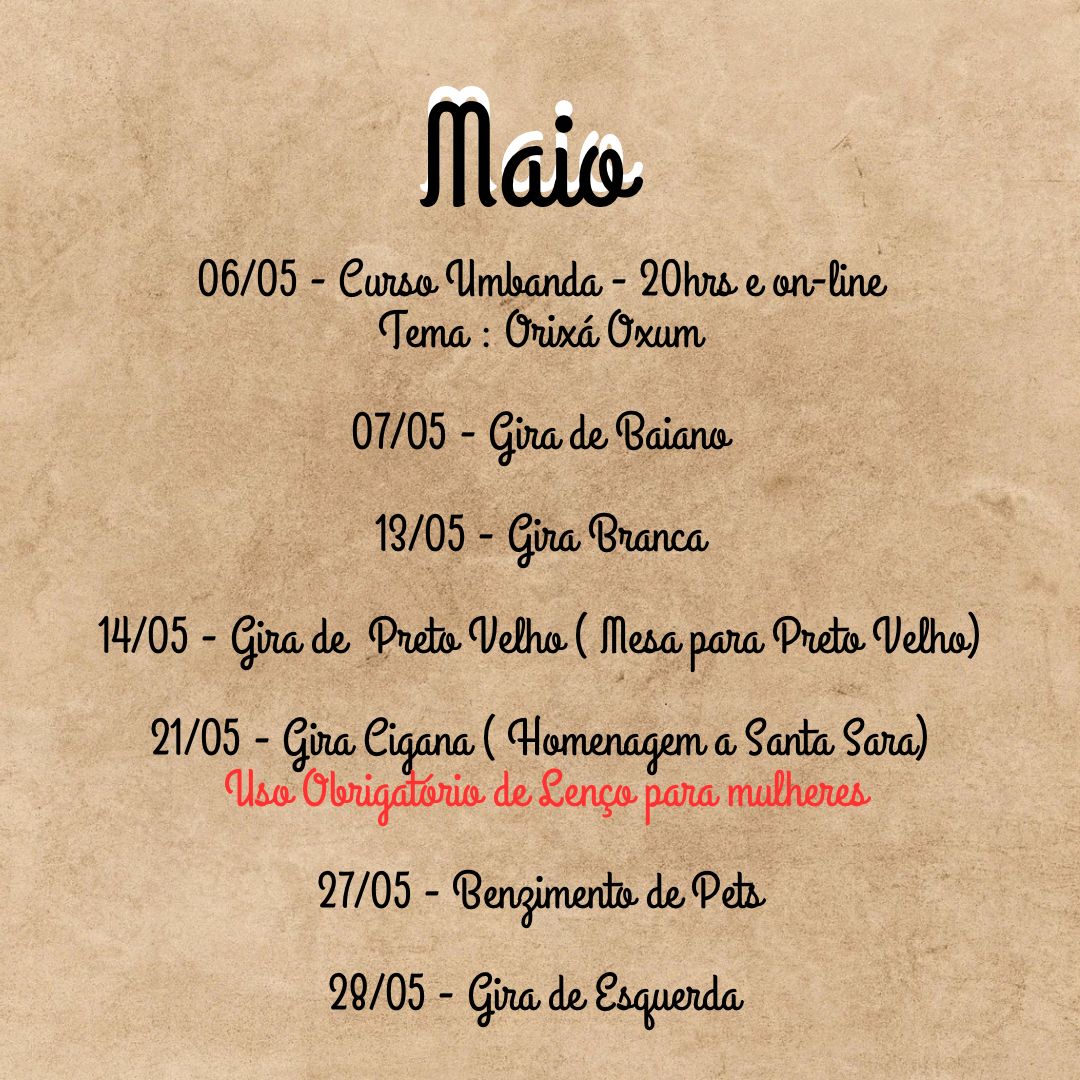 Maio
06/05 - Curso Umbanda - 20hrs e on-line
Tema : Orixá Oxum
07/05 - Gira de Baiano
13/05 - Gira Branca
14/05 - Gira de Preto Velho ( Mesa para Preto Velho)
21/05 - Gira Cigana ( Homenagem a Santa Sara)
Uso Obrigatório de Lenço para mulheres
27/05 - Benzimento de Pets
28/05 - Gira de Esquerda